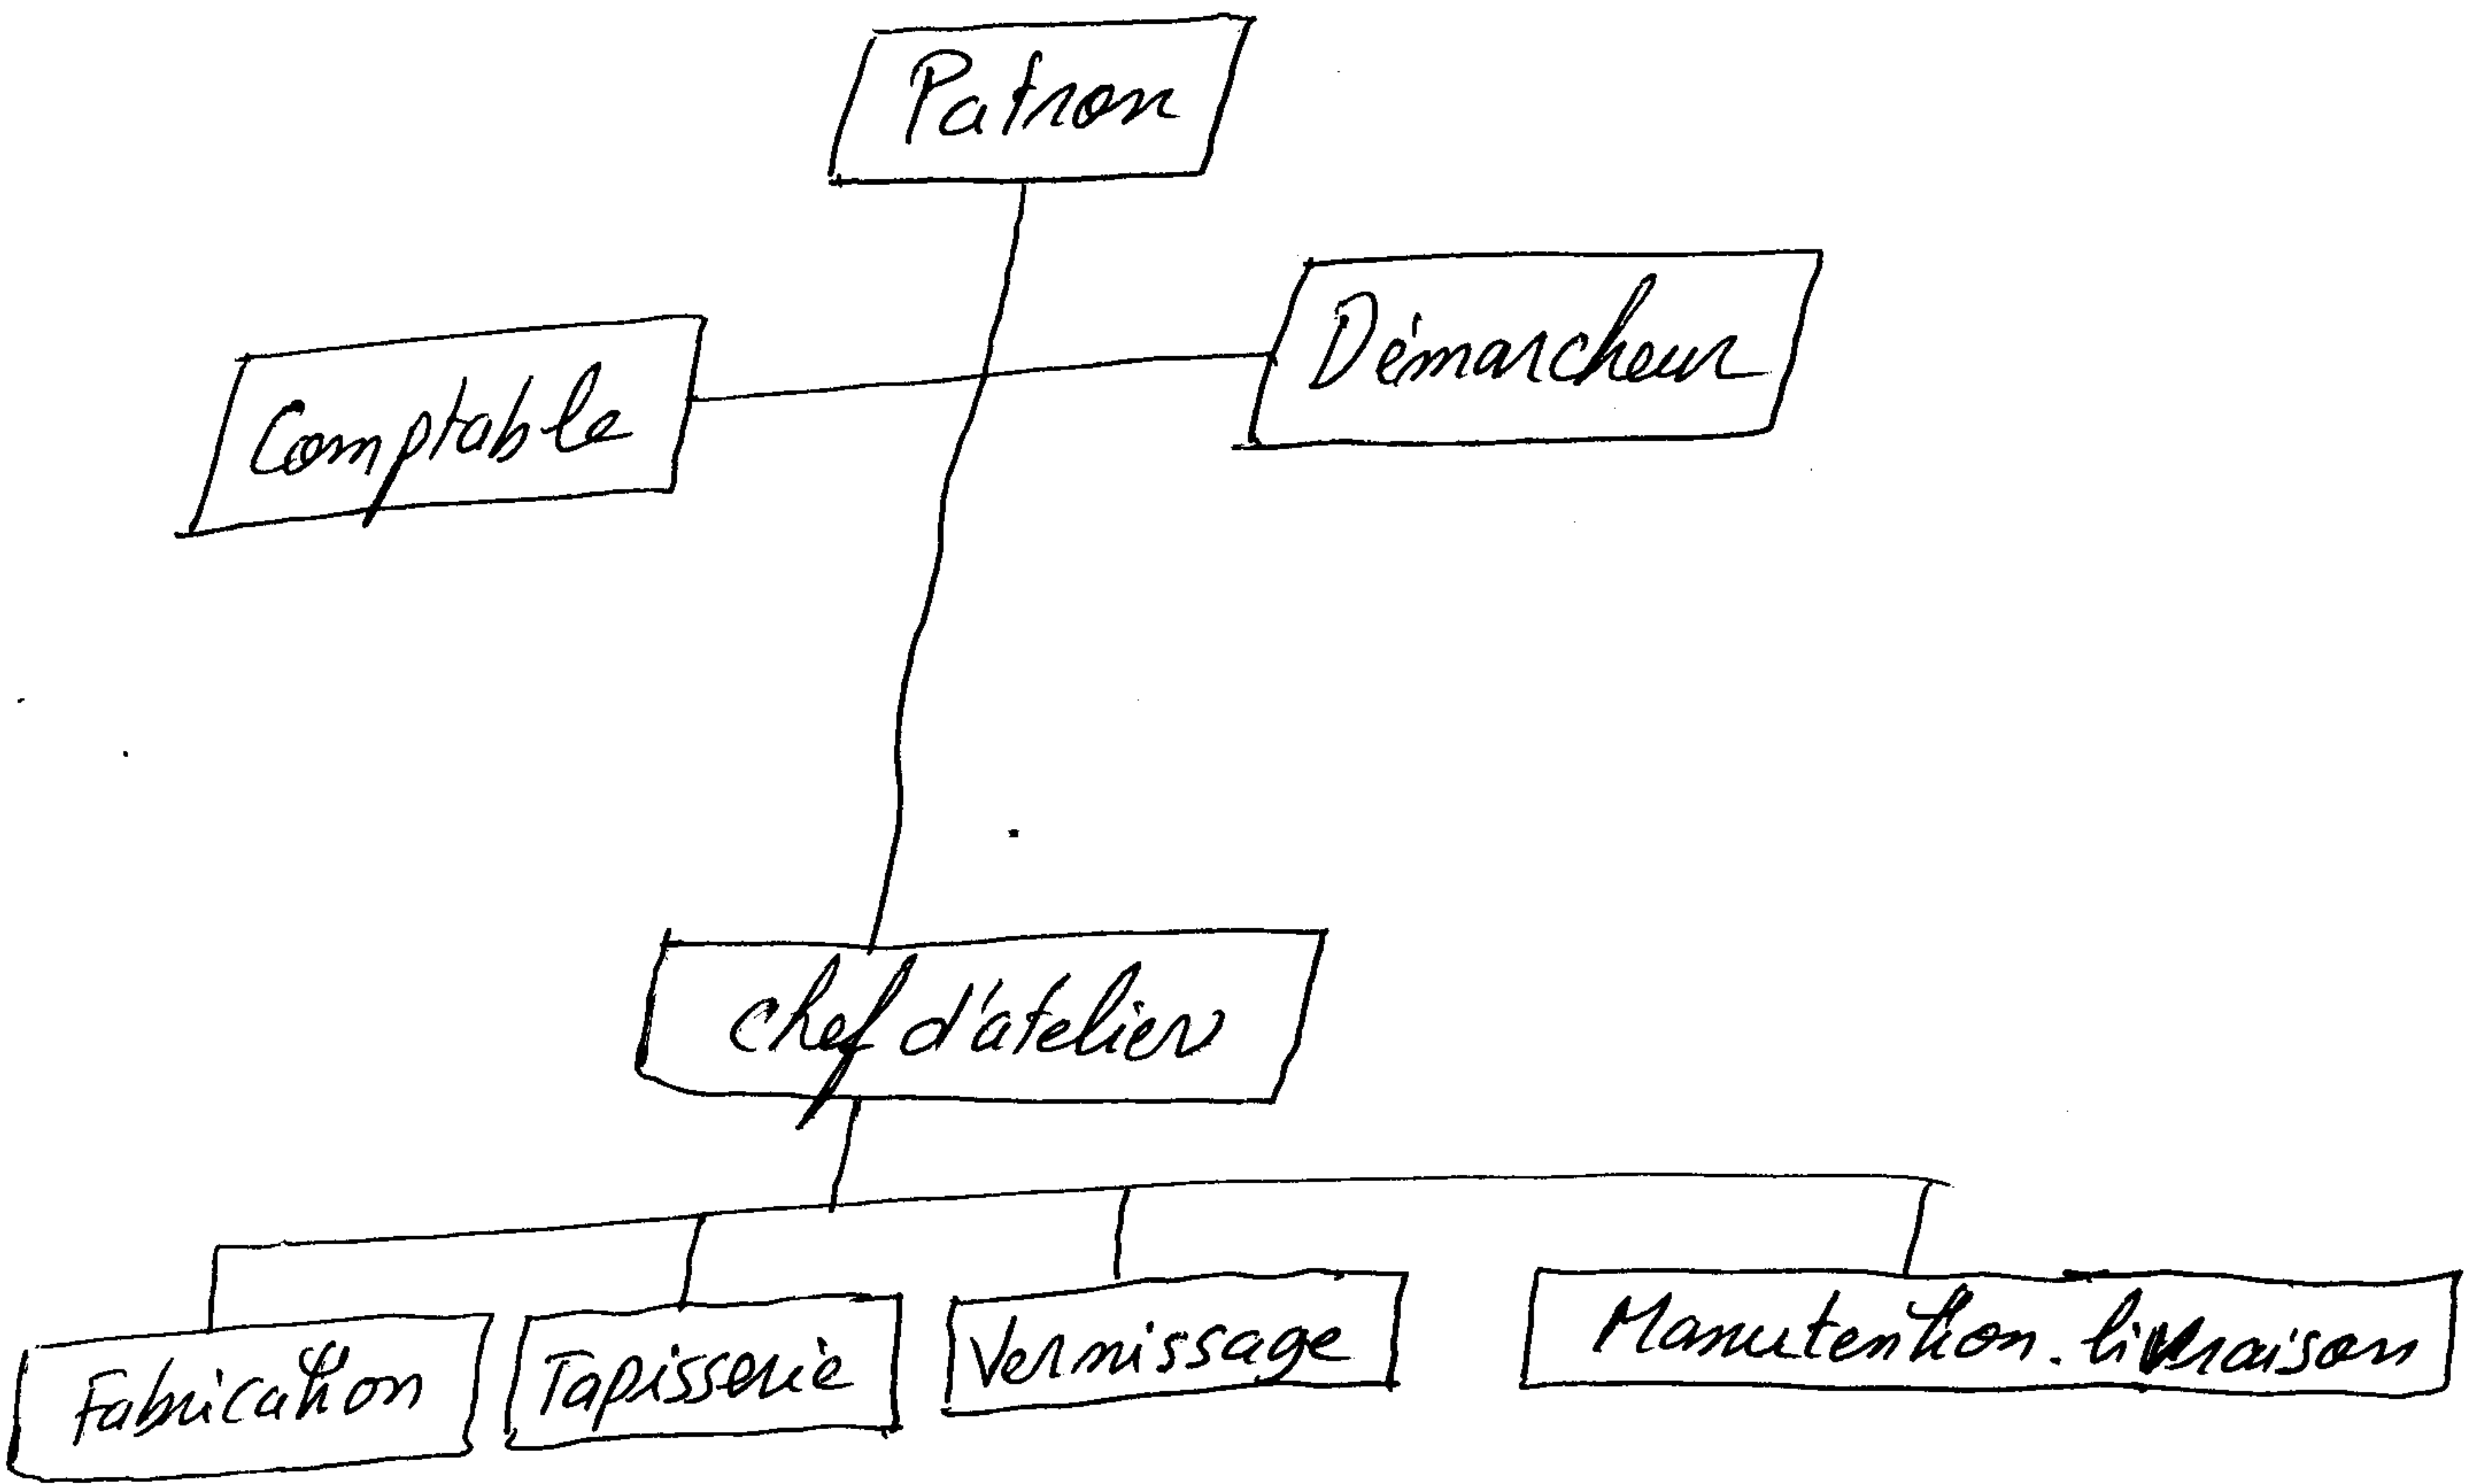 Patron
Démarcheur
Comptable
Chef d'atelier
Fabrication
Tapisserie
Vernissage
Manutention. livraison